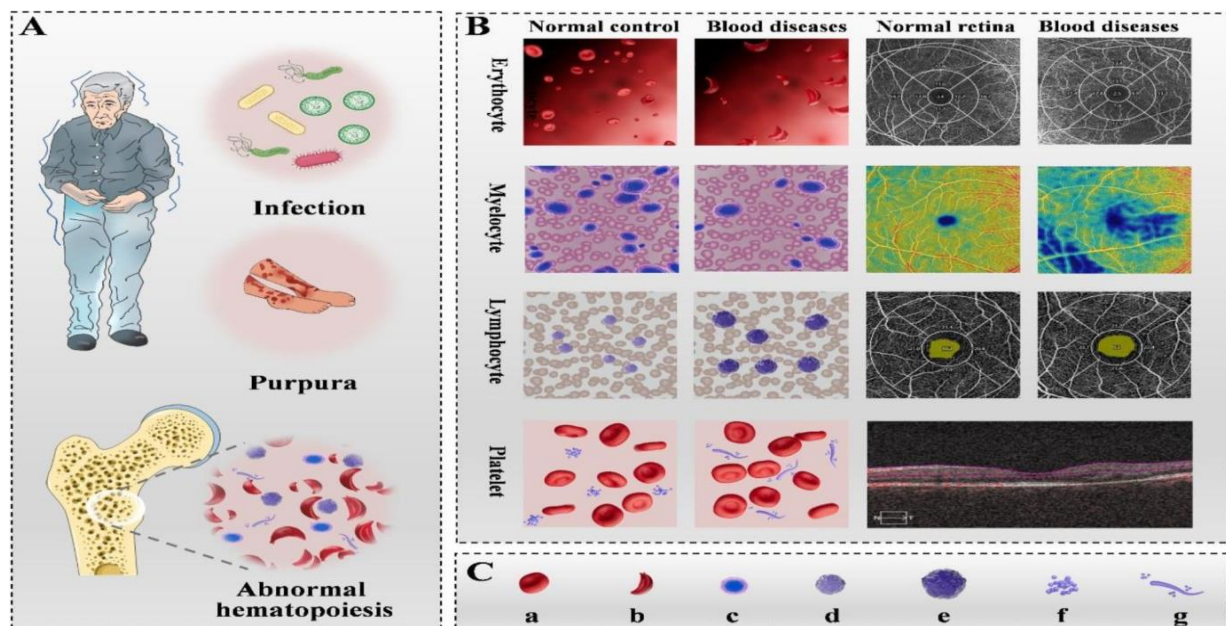 A
Infection
Purpura
Abnormal
hematopoiesis
B
Normal control
Blood diseases
Normal retina
Blood diseases
Erythocyte
Myelocyte
Lymphocyte
Platelet
C
a
b
c
d
e
f
g